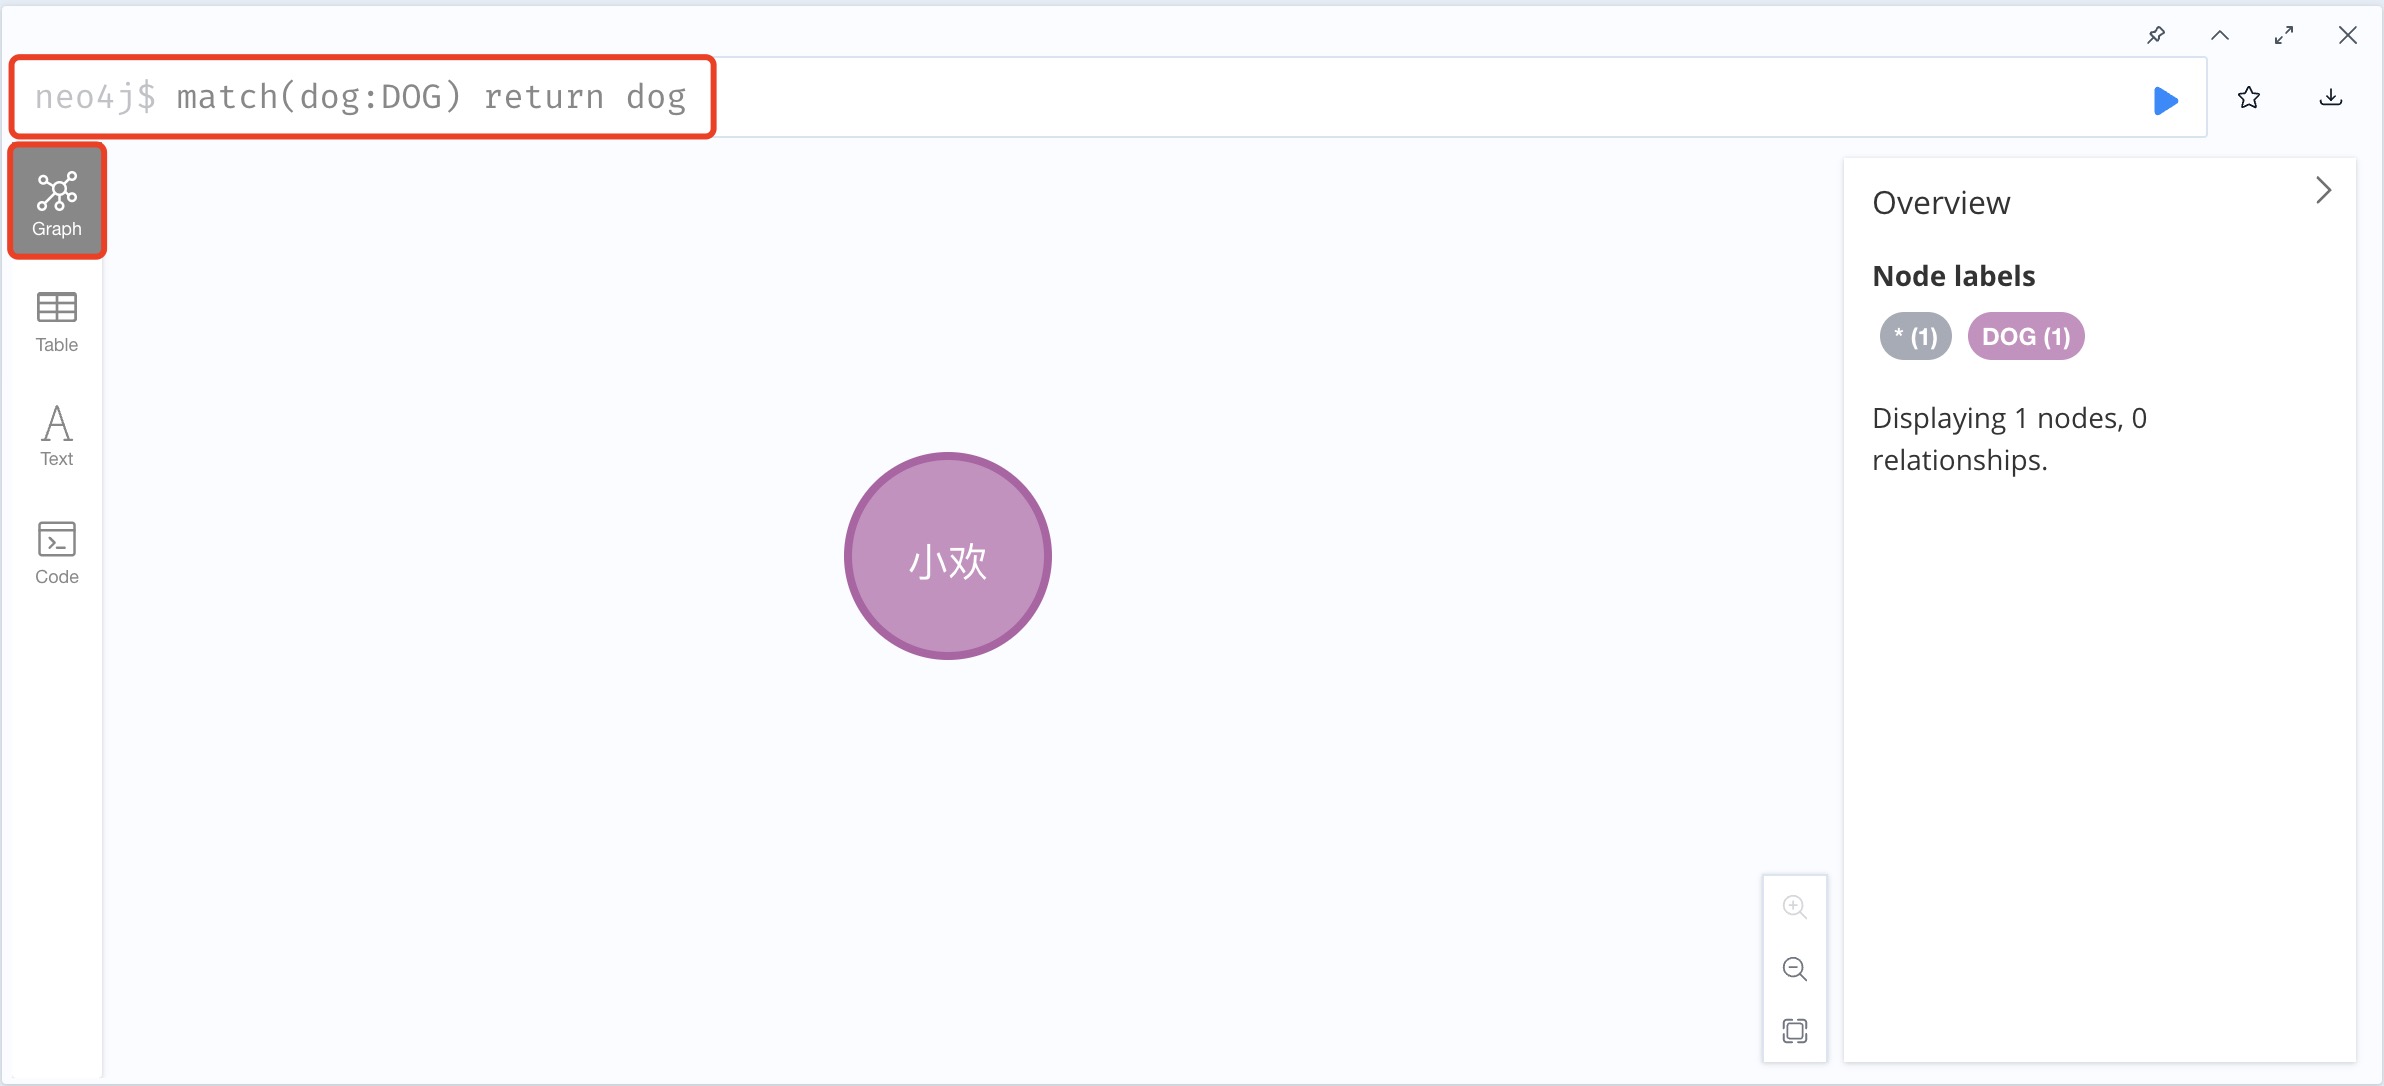 neo4j$ match(dog:DOG) return dog
Graph
Table
Text
Code
小欢
Overview
Node labels
* (1) DOG (1)
Displaying 1 nodes, 0
relationships.